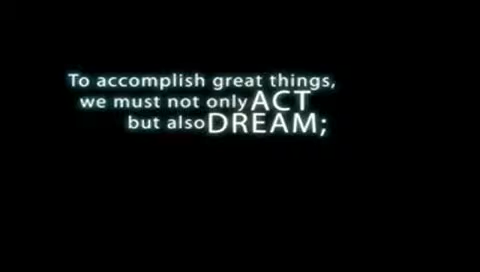 To accomplish great things,
we must not only ACT
but also DREAM;